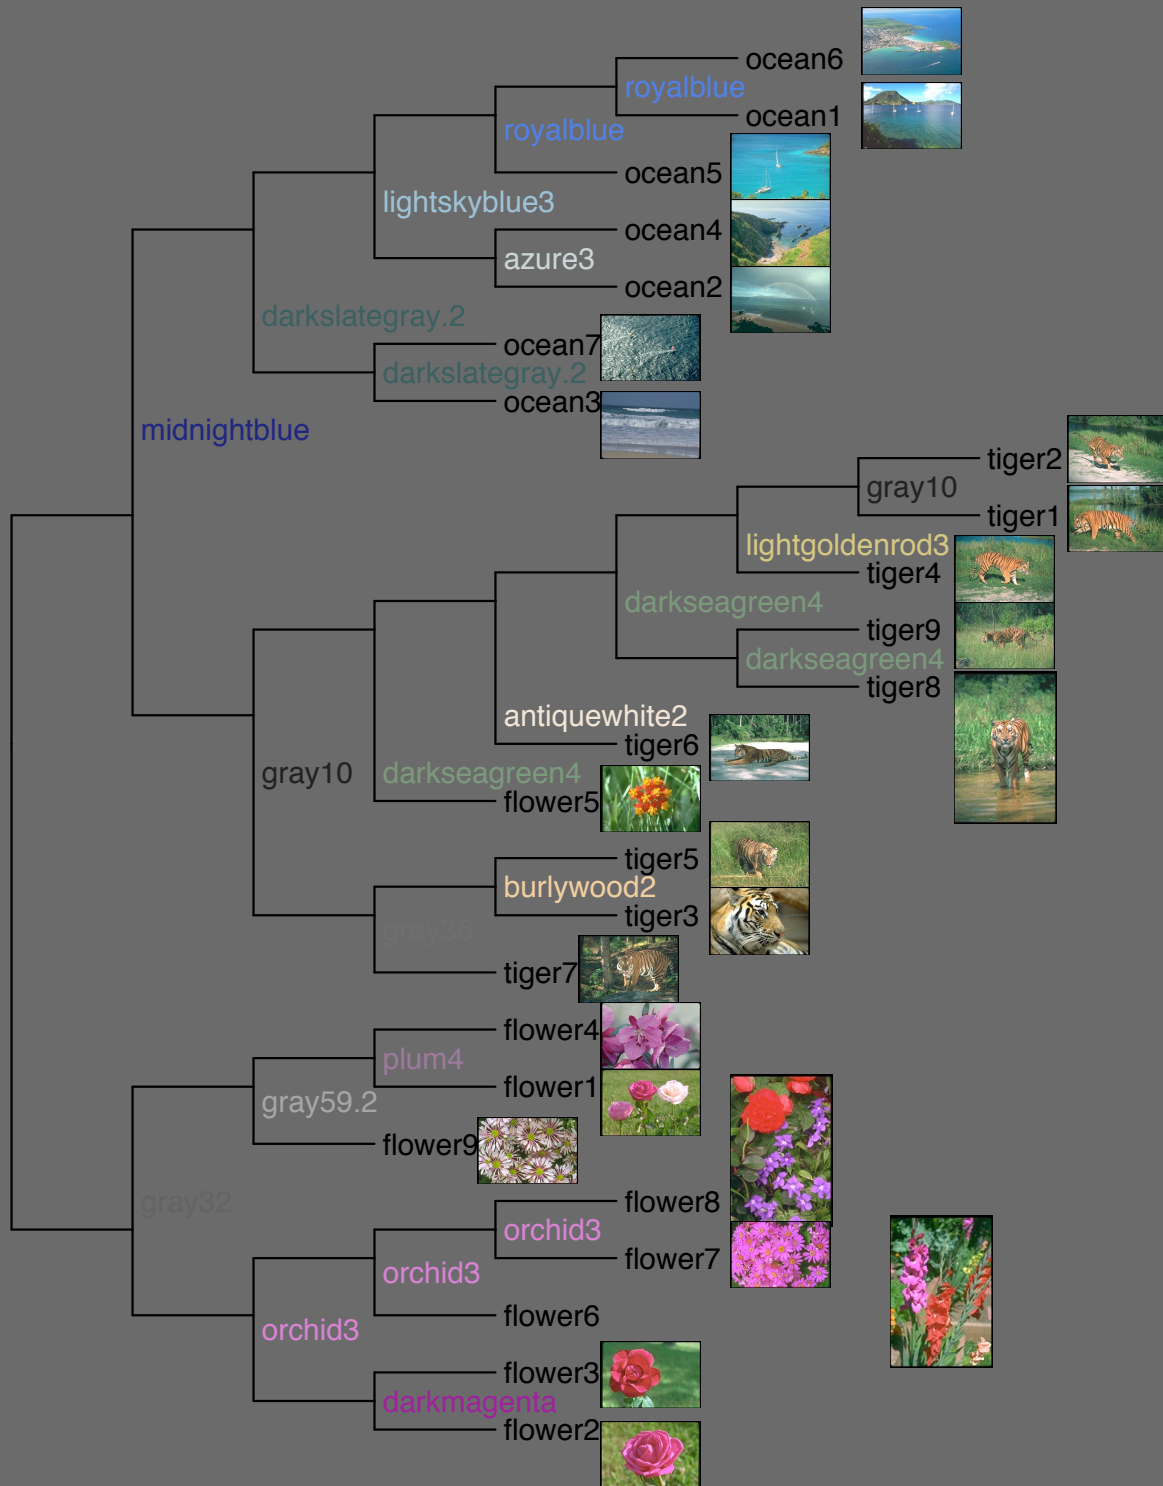 ocean6
royalblue
ocean1
royalblue
ocean5
lightskyblue3
ocean4
azure3
ocean2
darkslategray.2
ocean7
darkslategray.2
ocean3
midnightblue
tiger2
gray10
tiger1
lightgoldenrod3
tiger4
darkseagreen4
tiger9
darkseagreen4
tiger8
antiquewhite2
tiger6
gray10
darkseagreen4
flower5
tiger5
burlywood2
tiger3
gray36
tiger7
flower4
plum4
flower1
gray59.2
flower9
gray32
flower8
orchid3
flower7
orchid3
flower6
orchid3
flower3
darkmagenta
flower2